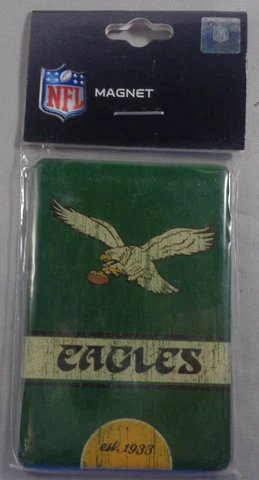 NFL
MAGNET
EAGLES
est. 1933